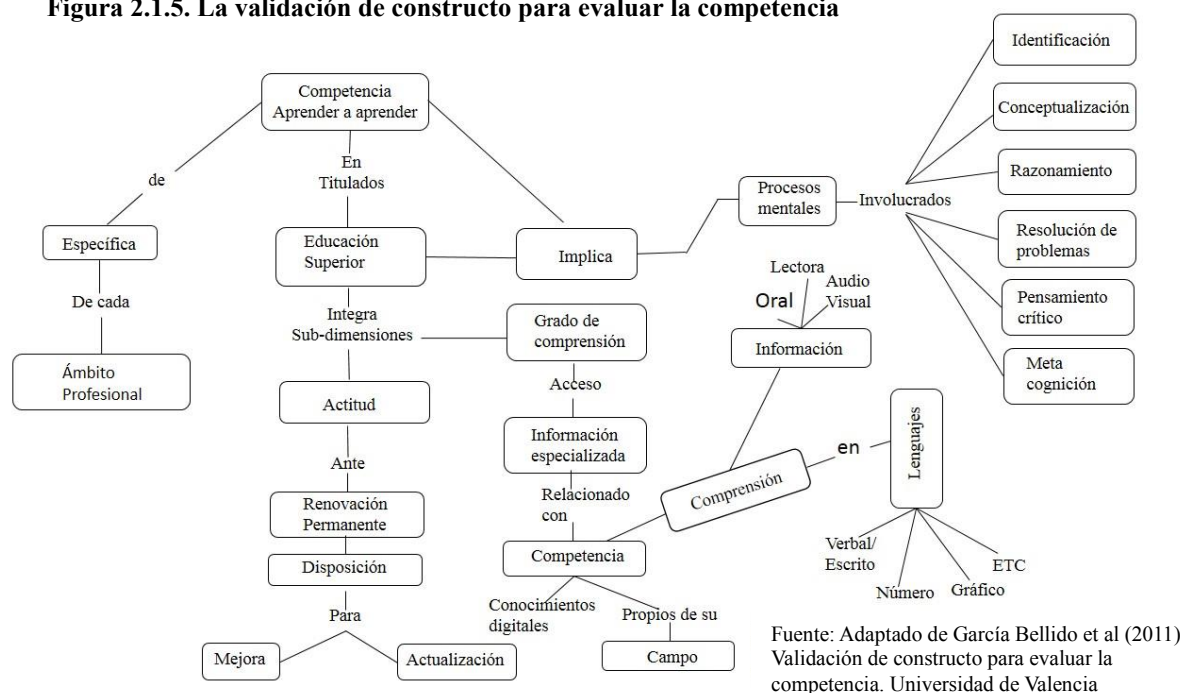 Figura 2.1.5. La validación de constructo para evaluar la competencia
Competencia
Aprender a aprender
de
Específica
De cada
Ámbito
Profesional
En
Titulados
Educación
Superior
Integra
Sub-dimensiones
Actitud
Ante
Renovación
Permanente
Disposición
Para
Mejora
Actualización
Implica
Grado de
comprensión
Acceso
Información
especializada
Relacionado
con
Competencia
Conocimientos
digitales
Propios de su
Campo
Procesos
mentales
Involucrados
Identificación
Conceptualización
Razonamiento
Resolución de
problemas
Pensamiento
crítico
Meta
cognición
Lectora
Oral
Audio
Visual
Información
Comprensión
en
Lenguajes
Verbal/
Escrito
Número
Gráfico
ETC
Fuente: Adaptado de García Bellido et al (2011)
Validación de constructo para evaluar la
competencia. Universidad de Valencia